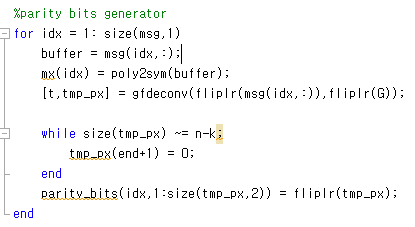 %parity bits generator
for idx = 1: size(msg,1)
buffer = msg(idx,:);
mx(idx) = poly2sym(buffer);
[t,tmp_px] = gfdeconv(fliplr(msg(idx,:)),fliplr(G));
while size(tmp_px) ~= n-k;
tmp_px(end+1) = 0;
end
parity_bits(idx,1:size(tmp_px,2)) = fliplr(tmp_px);
end